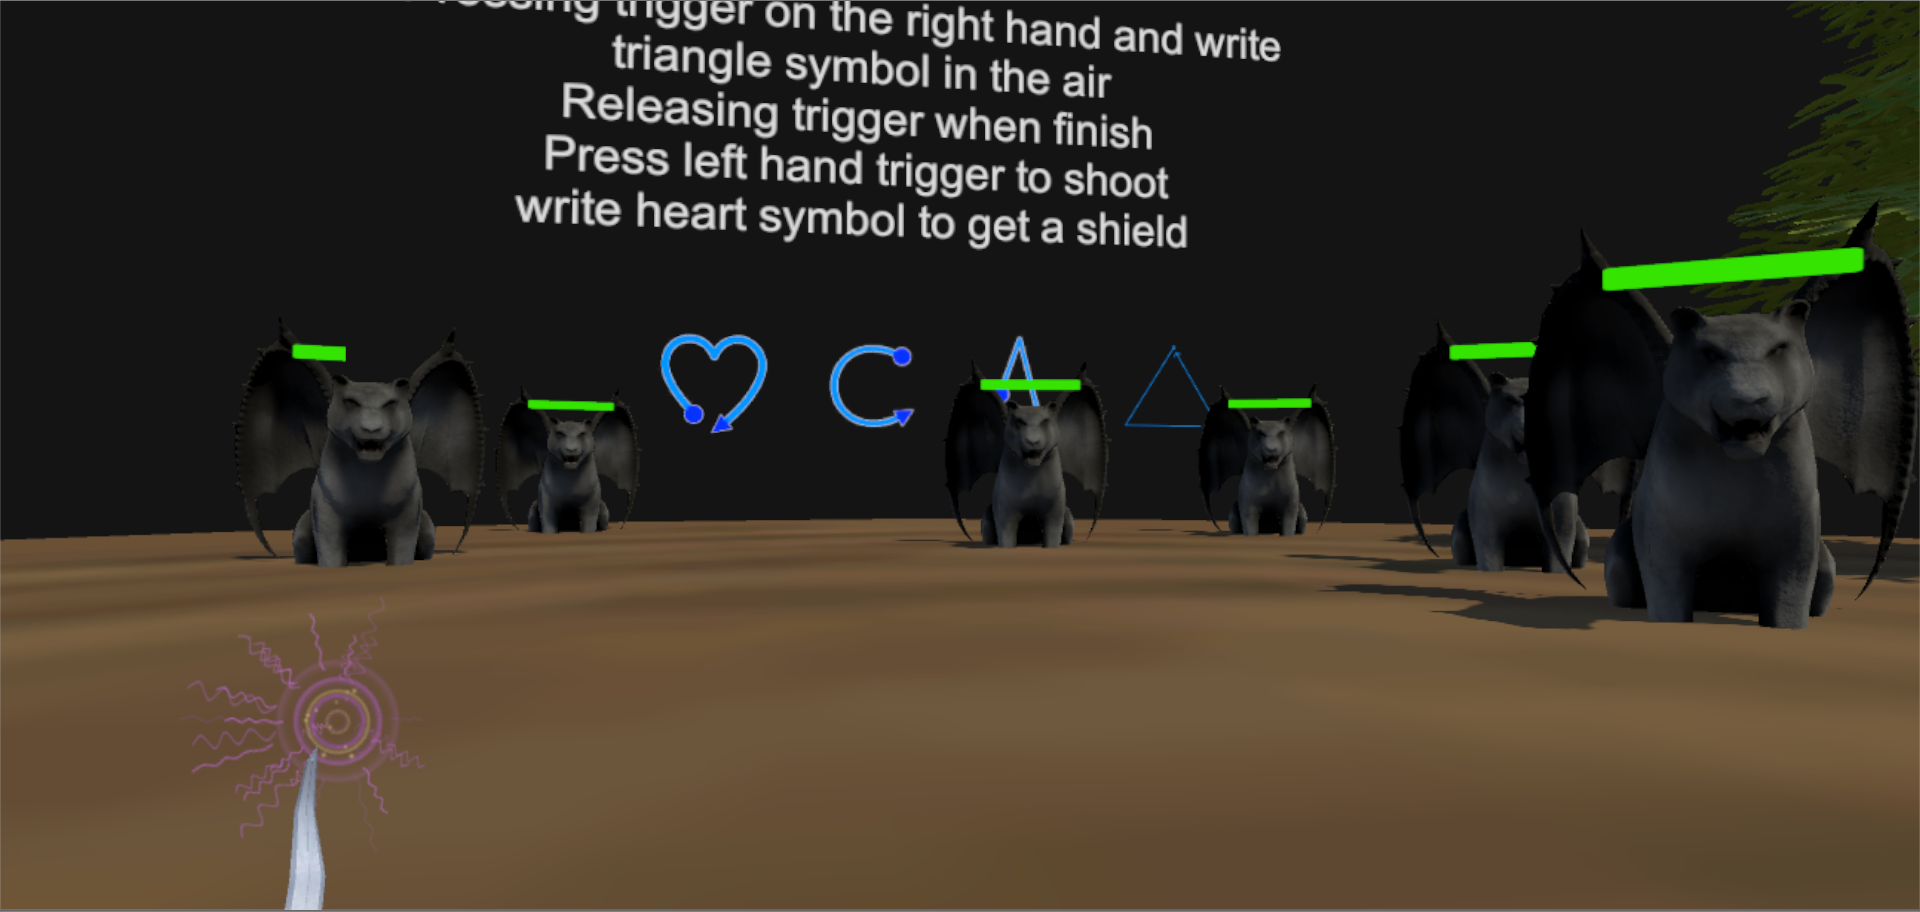 trigger on the right hand and write
triangle symbol in the air
Releasing trigger when finish
Press left hand trigger to shoot
write heart symbol to get a shield